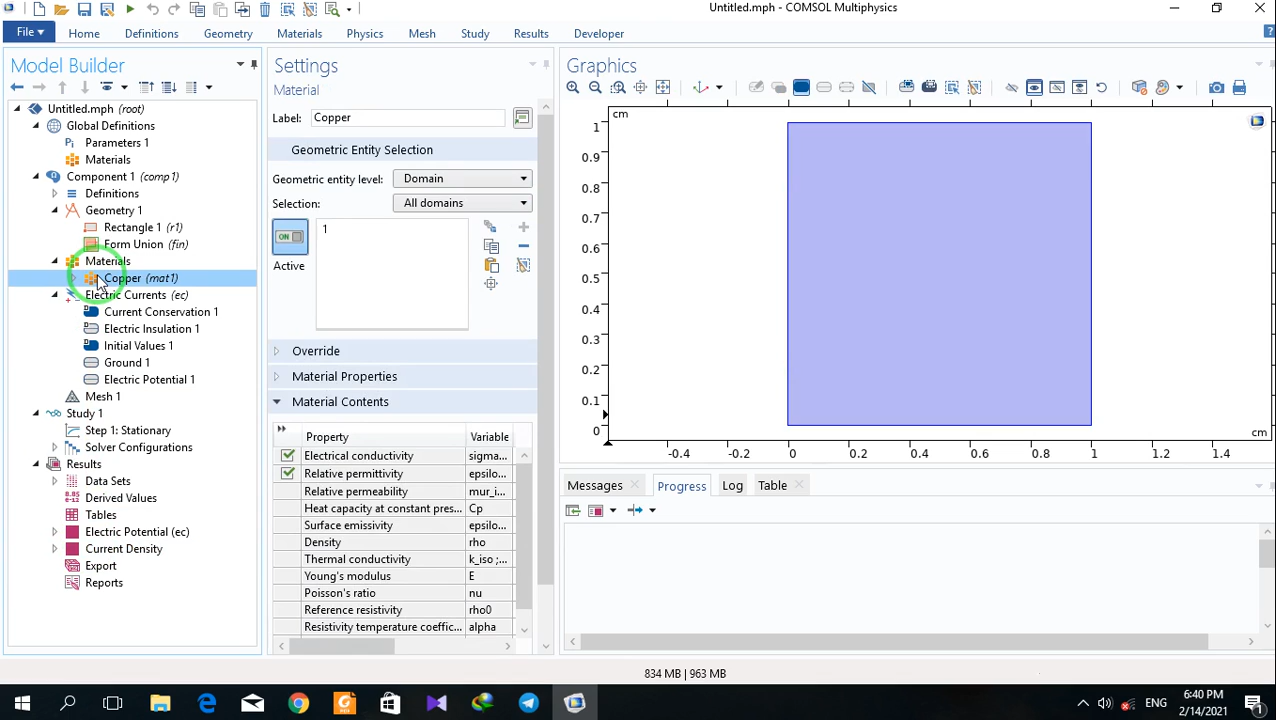 Untitled.mph - COMSOL Multiphysics
File
Home
Definitions
Geometry
Materials
Physics
Mesh
Study
Results
Developer
Model Builder
Untitled.mph (root)
Global Definitions
Parameters 1
Materials
Component 1 (comp1)
Definitions
Geometry 1
Rectangle 1 (r1)
Form Union (fin)
Materials
Copper (mat1)
Electric Currents (ec)
Current Conservation 1
Electric Insulation 1
Initial Values 1
Ground 1
Electric Potential 1
Mesh 1
Study 1
Step 1: Stationary
Solver Configurations
Results
Data Sets
Derived Values
Tables
Electric Potential (ec)
Current Density
Export
Reports
Settings
Material
Label: Copper
Geometric Entity Selection
Geometric entity level: Domain
Selection: All domains
1
ON
Active
Override
Material Properties
Material Contents
Property Variable
Electrical conductivity sigma...
Relative permittivity epsilo...
Relative permeability mur_i...
Heat capacity at constant pres... Cp
Surface emissivity epsilo...
Density rho
Thermal conductivity k_iso ;...
Young's modulus E
Poisson's ratio nu
Reference resistivity rho0
Resistivity temperature coeffic... alpha
Graphics
cm
1
0.9
0.8
0.7
0.6
0.5
0.4
0.3
0.2
0.1
0
cm
-0.4 -0.2 0 0.2 0.4 0.6 0.8 1 1.2 1.4
Messages Progress Log Table
834 MB | 963 MB
ENG
6:40 PM
2/14/2021